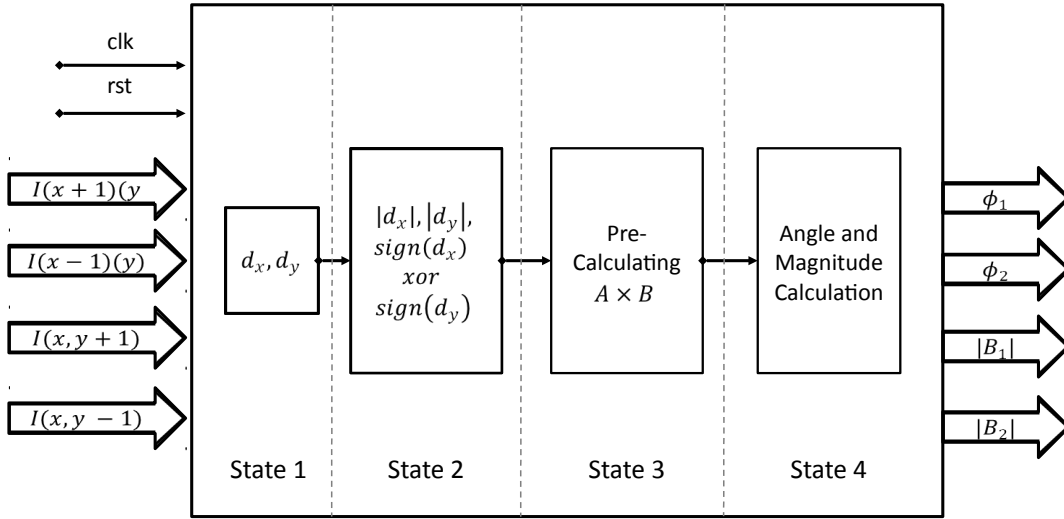 clk
rst
I(x + 1)(y
I(x − 1)(y)
I(x, y + 1)
I(x, y − 1)
d_x, d_y
|d_x|, |d_y|,
sign(d_x)
xor
sign(d_y)
Pre-
Calculating
A × B
Angle and
Magnitude
Calculation
ϕ_1
ϕ_2
|B_1|
|B_2|
State 1
State 2
State 3
State 4